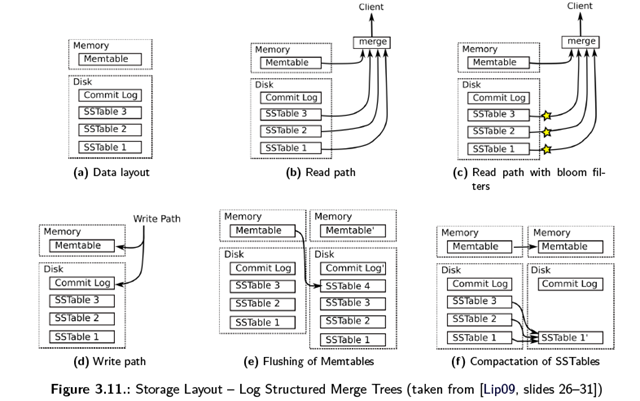 Client
Client
merge
merge
Memory
Memtable
Memory
Memtable
Memory
Memtable
Disk
Commit Log
SSTable 3
SSTable 2
SSTable 1
Disk
Commit Log
SSTable 3
SSTable 2
SSTable 1
Disk
Commit Log
SSTable 3
SSTable 2
SSTable 1
(a) Data layout
(b) Read path
(c) Read path with bloom fil-
ters
Write Path
Memory
Memtable
Disk
Commit Log
SSTable 3
SSTable 2
SSTable 1
Memory
Memtable
Disk
Commit Log
SSTable 3
SSTable 2
SSTable 1
Memory
Memtable'
Disk
Commit Log'
SSTable 4
SSTable 3
SSTable 2
SSTable 1
Memory
Memtable
Disk
Commit Log
SSTable 3
SSTable 2
SSTable 1
Memory
Memtable
Disk
Commit Log
SSTable 1'
(d) Write path
(e) Flushing of Memtables
(f) Compactation of SSTables
Figure 3.11.: Storage Layout – Log Structured Merge Trees (taken from [Lip09, slides 26–31])